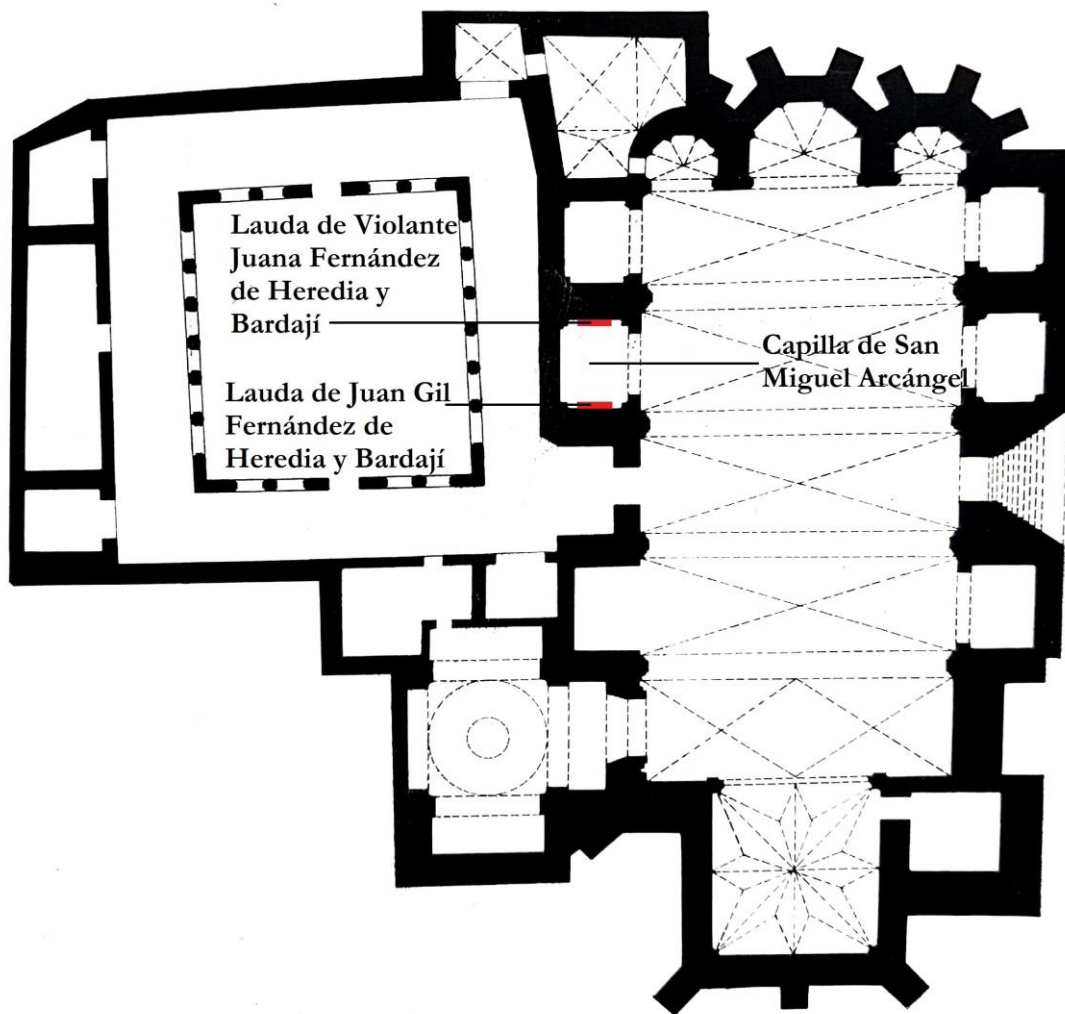 Lauda de Violante
Juana Fernández
de Heredia y
Bardají
Lauda de Juan Gil
Fernández de
Heredia y Bardají
Capilla de San
Miguel Arcángel